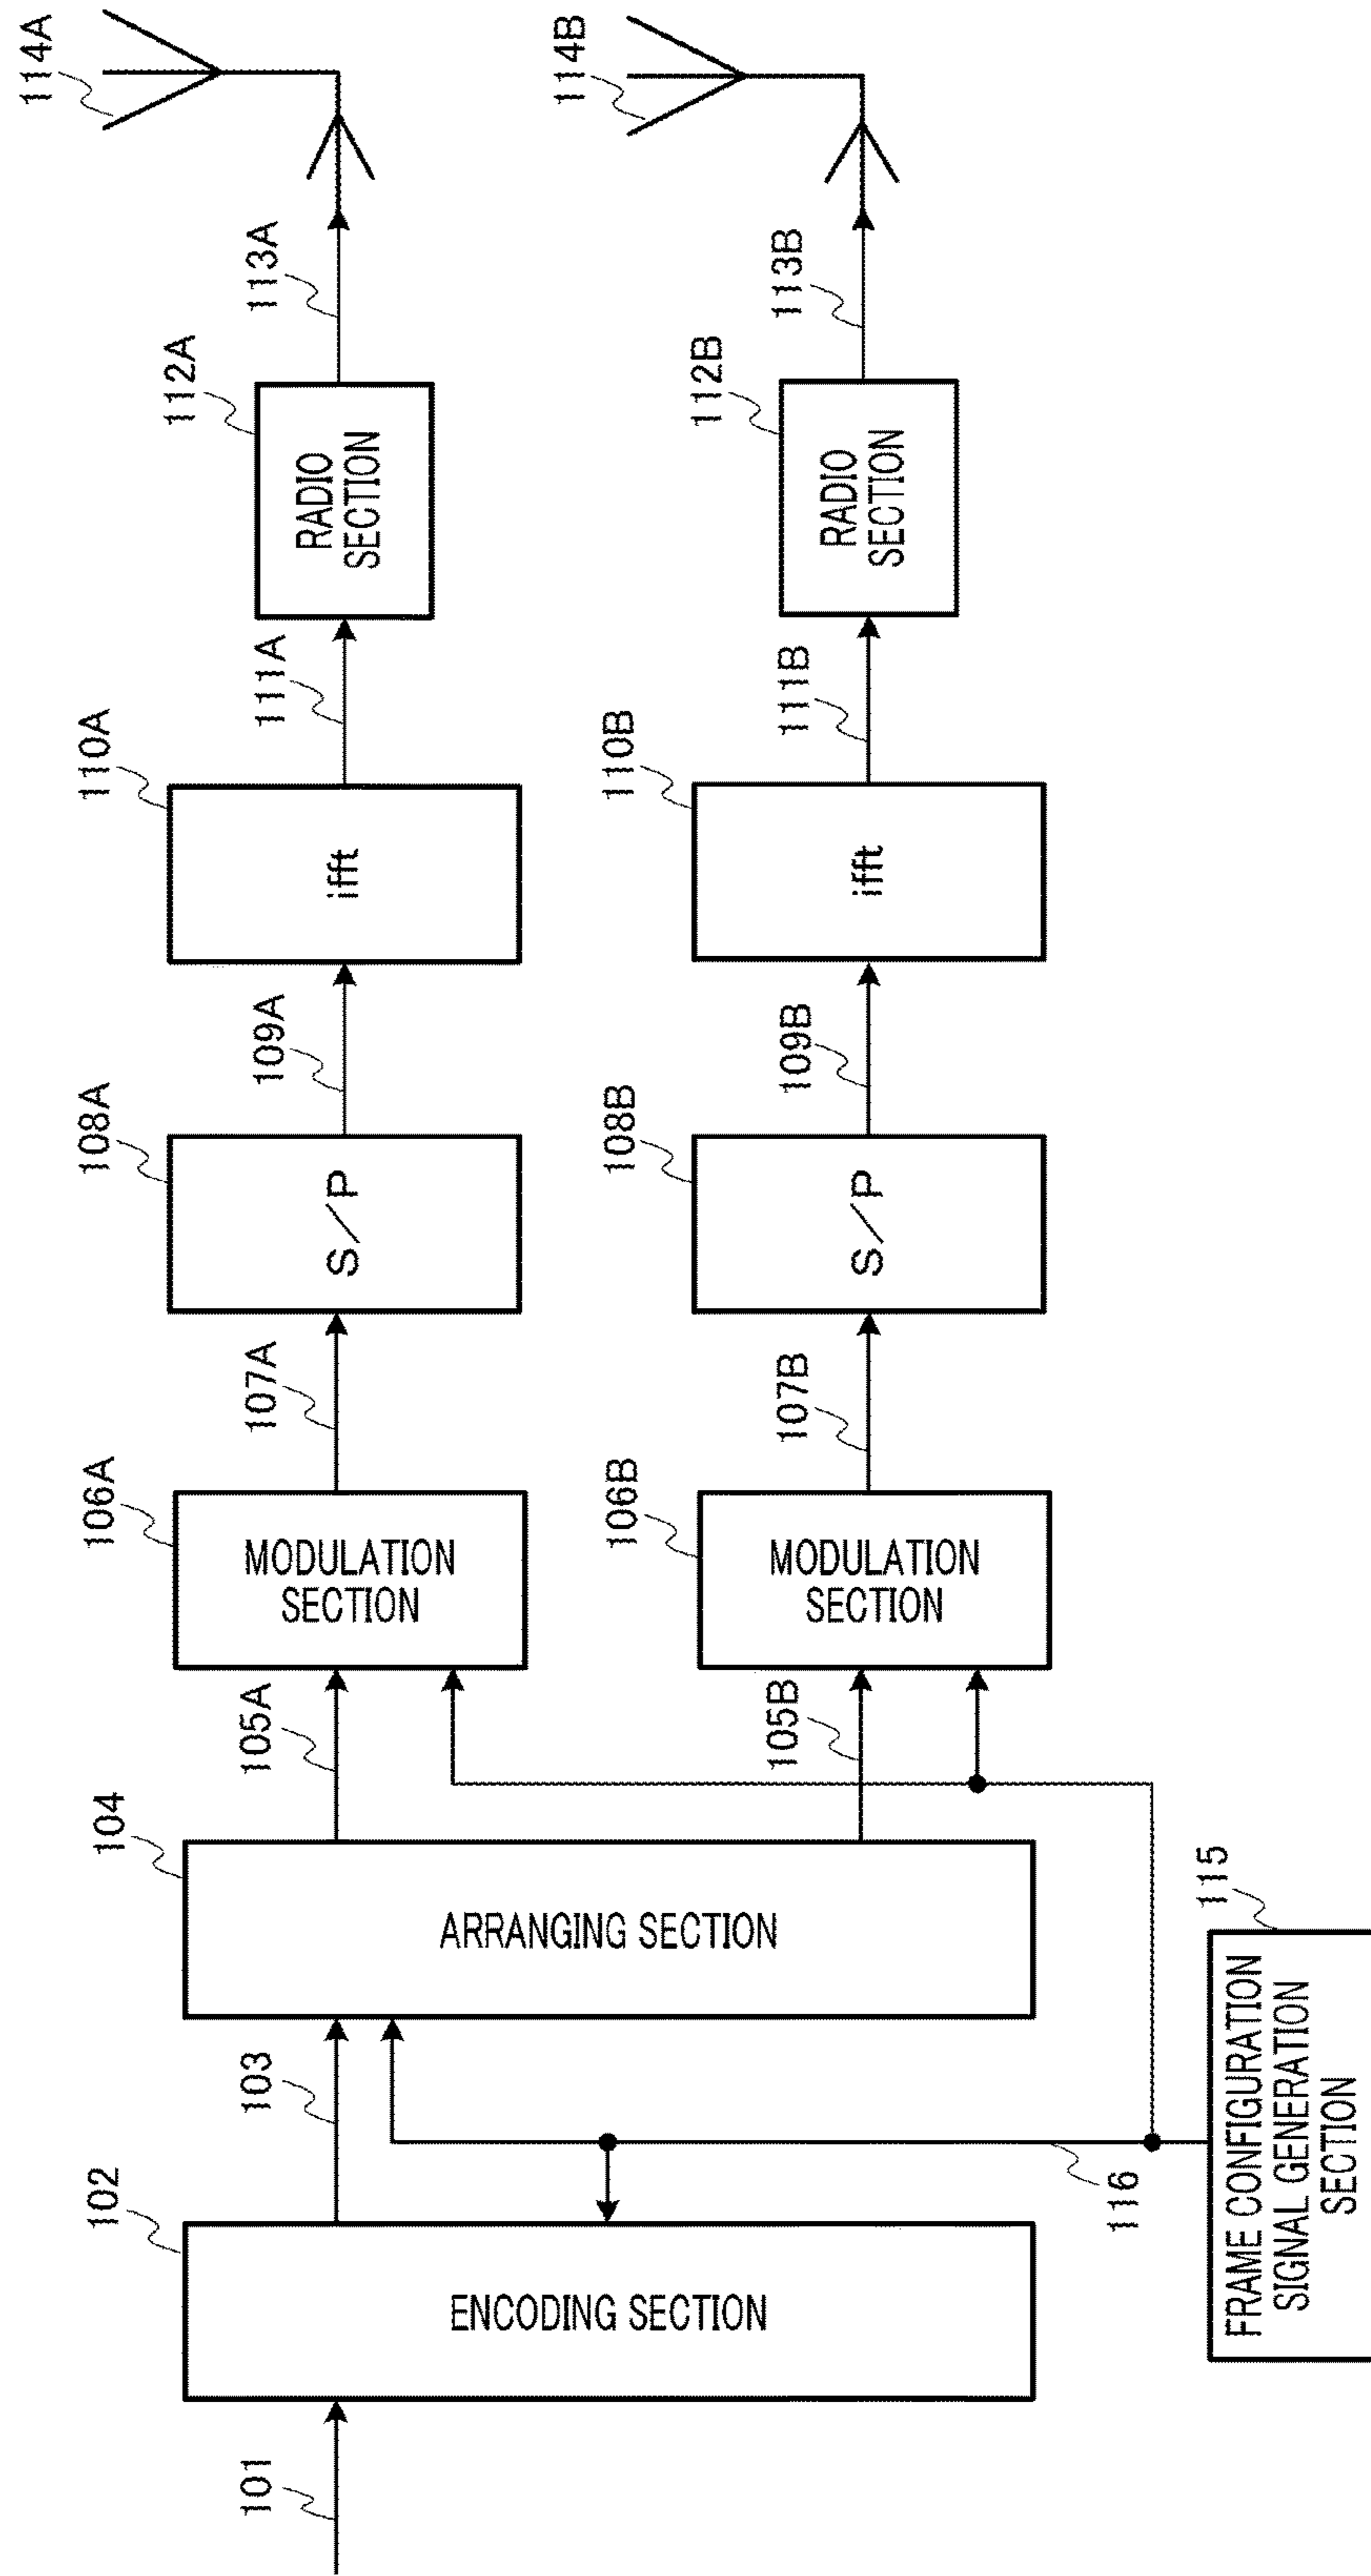 101
102
ENCODING SECTION
103
104
ARRANGING SECTION
105A
106A
MODULATION
SECTION
107A
108A
S/P
109A
110A
ifft
111A
112A
RADIO
SECTION
113A
114A
105B
106B
MODULATION
SECTION
107B
108B
S/P
109B
110B
ifft
111B
112B
RADIO
SECTION
113B
114B
116
115
FRAME CONFIGURATION
SIGNAL GENERATION
SECTION